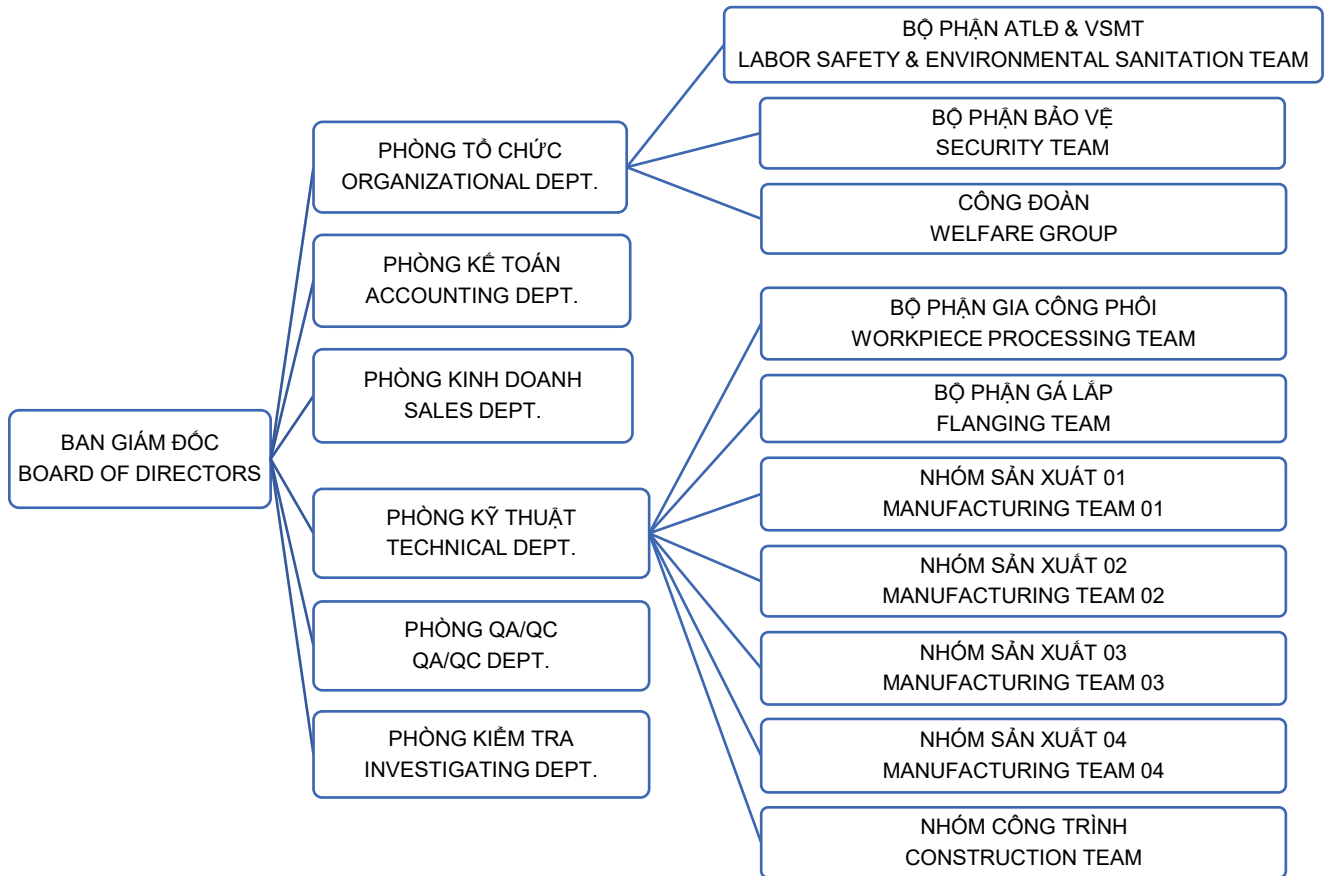 BAN GIÁM ĐỐC
BOARD OF DIRECTORS
PHÒNG TỔ CHỨC
ORGANIZATIONAL DEPT.
PHÒNG KẾ TOÁN
ACCOUNTING DEPT.
PHÒNG KINH DOANH
SALES DEPT.
PHÒNG KỸ THUẬT
TECHNICAL DEPT.
PHÒNG QA/QC
QA/QC DEPT.
PHÒNG KIỂM TRA
INVESTIGATING DEPT.
BỘ PHẬN ATLĐ & VSMT
LABOR SAFETY & ENVIRONMENTAL SANITATION TEAM
BỘ PHẬN BẢO VỆ
SECURITY TEAM
CÔNG ĐOÀN
WELFARE GROUP
BỘ PHẬN GIA CÔNG PHÔI
WORKPIECE PROCESSING TEAM
BỘ PHẬN GÁ LẮP
FLANGING TEAM
NHÓM SẢN XUẤT 01
MANUFACTURING TEAM 01
NHÓM SẢN XUẤT 02
MANUFACTURING TEAM 02
NHÓM SẢN XUẤT 03
MANUFACTURING TEAM 03
NHÓM SẢN XUẤT 04
MANUFACTURING TEAM 04
NHÓM CÔNG TRÌNH
CONSTRUCTION TEAM